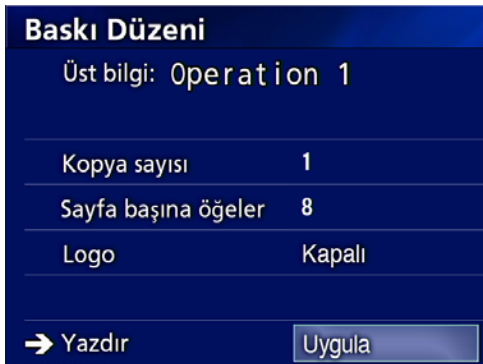 Baskı Düzeni
Üst bilgi: Operation 1
Kopya sayısı 1
Sayfa başına öğeler 8
Logo Kapalı
Yazdır Uygula